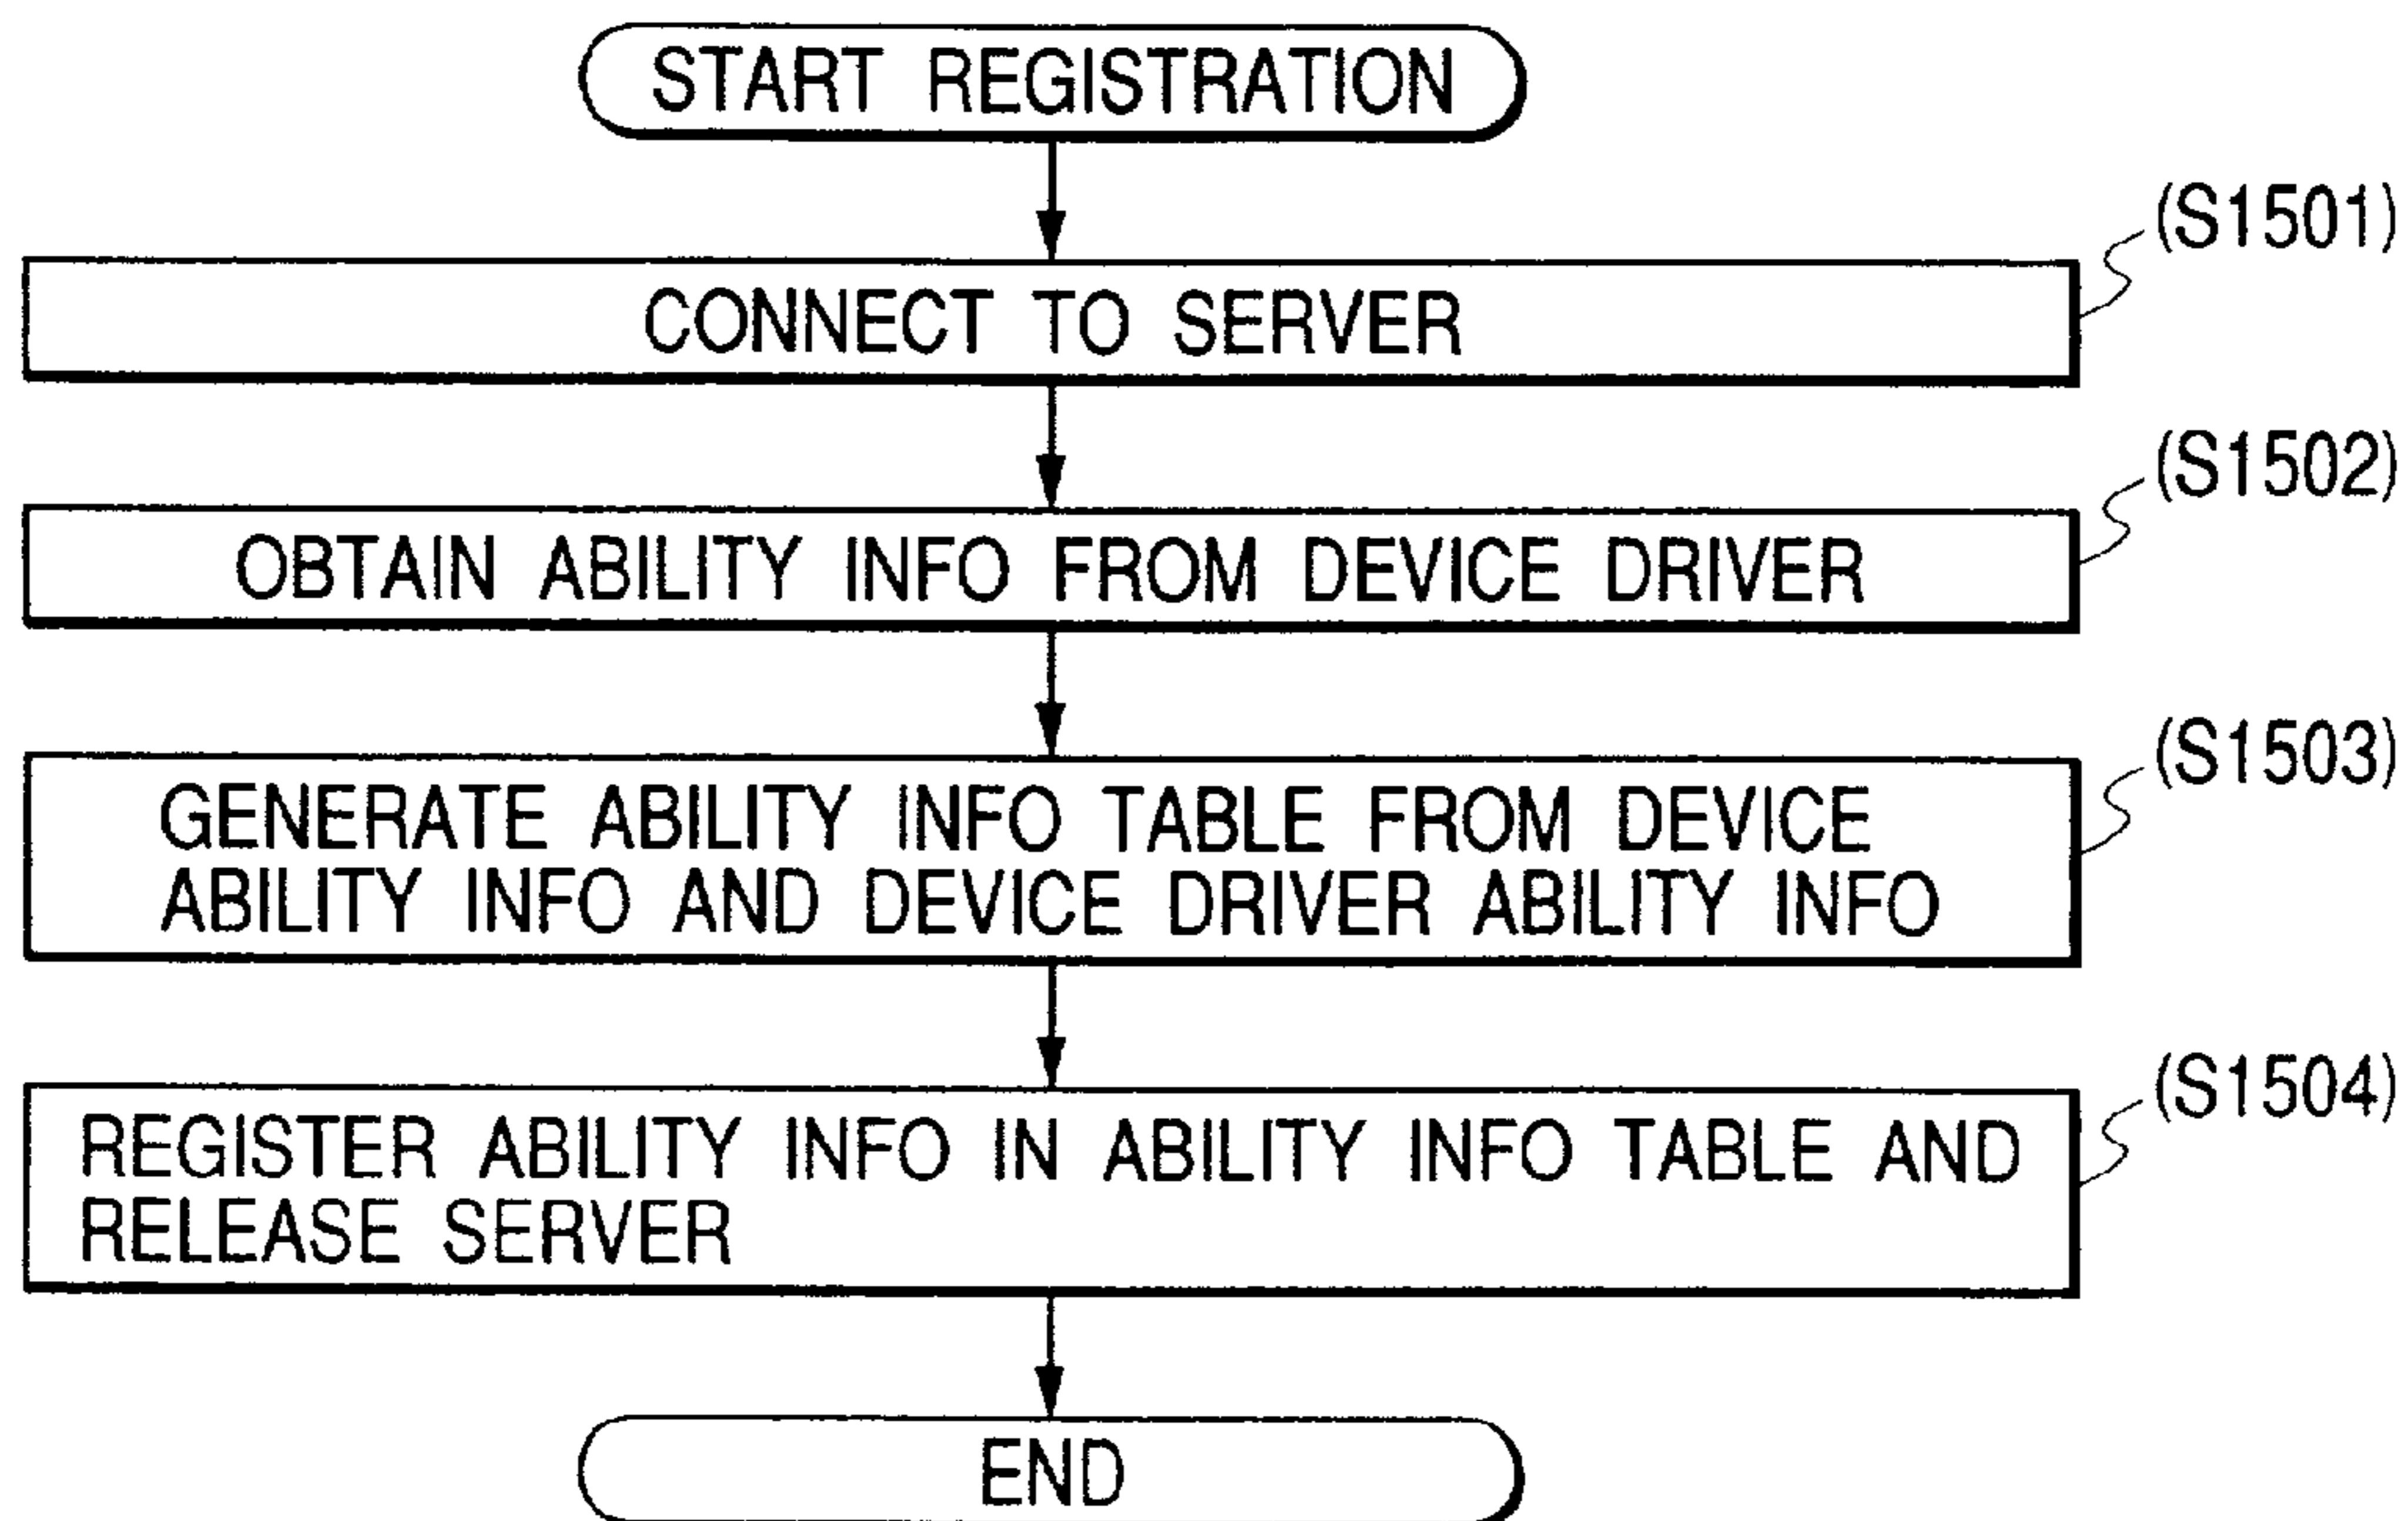 START REGISTRATION
(S1501)
CONNECT TO SERVER
(S1502)
OBTAIN ABILITY INFO FROM DEVICE DRIVER
(S1503)
GENERATE ABILITY INFO TABLE FROM DEVICE
ABILITY INFO AND DEVICE DRIVER ABILITY INFO
(S1504)
REGISTER ABILITY INFO IN ABILITY INFO TABLE AND
RELEASE SERVER
END